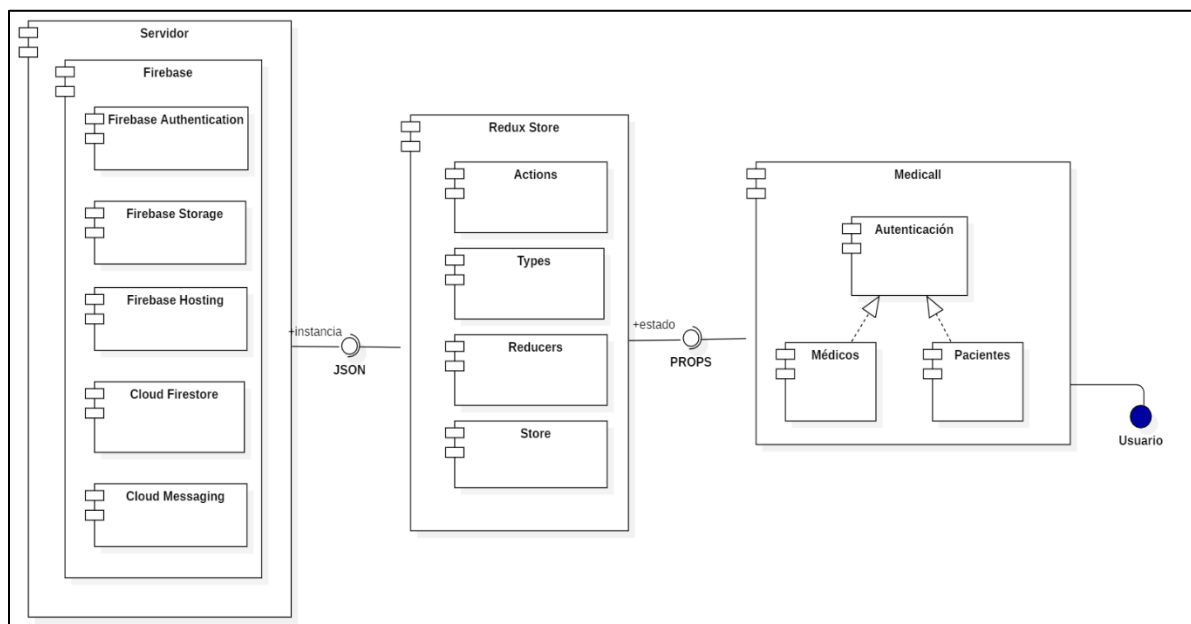 Servidor
Firebase
Firebase Authentication
Firebase Storage
Firebase Hosting
Cloud Firestore
Cloud Messaging
+instancia
JSON
Redux Store
Actions
Types
Reducers
Store
+estado
PROPS
Medicall
Autenticación
Médicos
Pacientes
Usuario